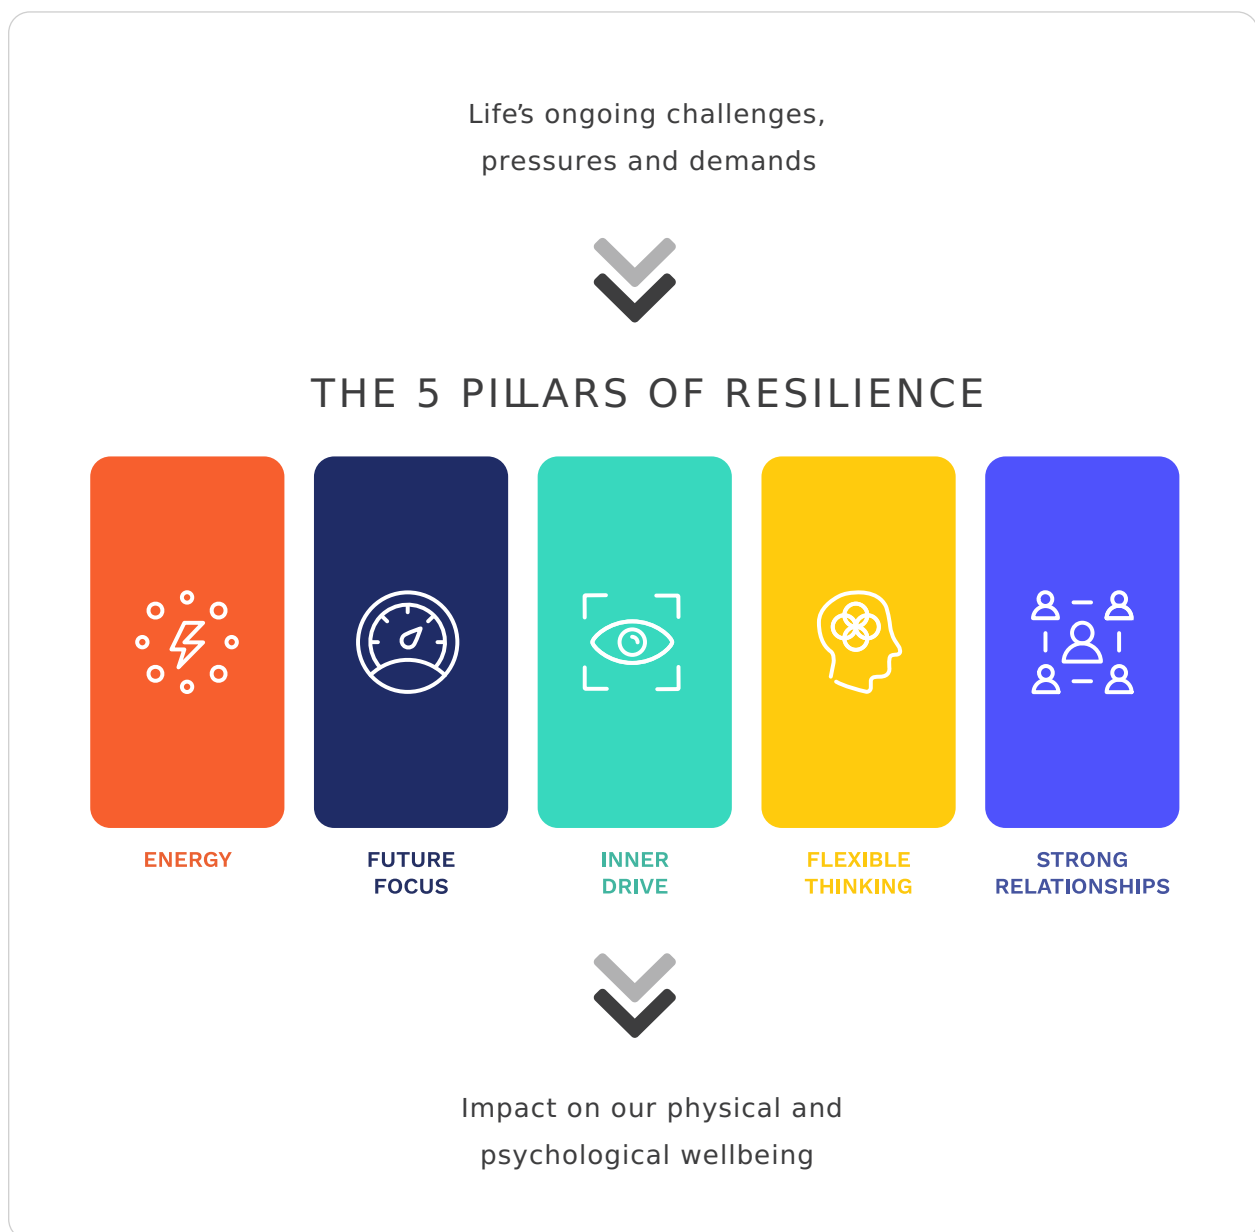 Life's ongoing challenges,
pressures and demands
THE 5 PILLARS OF RESILIENCE
ENERGY
FUTURE
FOCUS
INNER
DRIVE
FLEXIBLE
THINKING
STRONG
RELATIONSHIPS
Impact on our physical and
psychological wellbeing